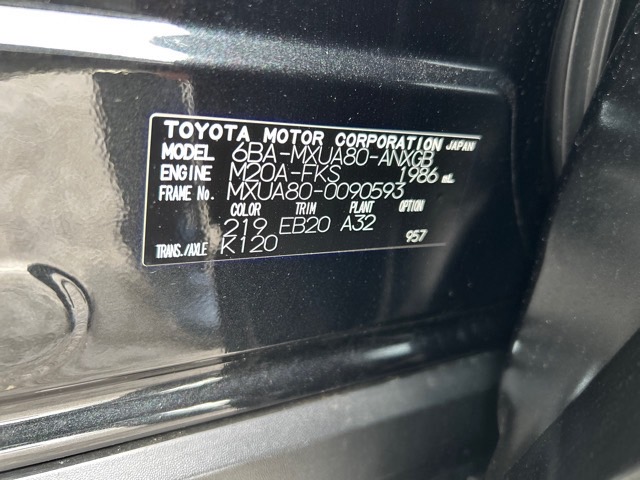 TOYOTA MOTOR CORPORATION JAPAN
MODEL 6BA-MXUA80-ANXGB
ENGINE M20A-FKS 1986 mL
FRAME No. MXUA80-0090593
COLOR TRIM PLANT OPTION
219 EB20 A32
TRANS./AXLE K120 957